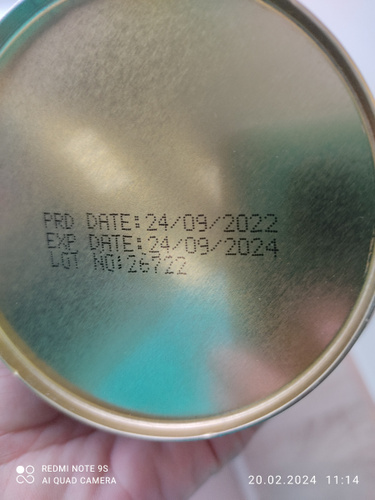 PRD DATE:24/09/2022
EXP DATE:24/09/2024
LOT NO:26722
REDMI NOTE 9S
AI QUAD CAMERA
20.02.2024 11:14